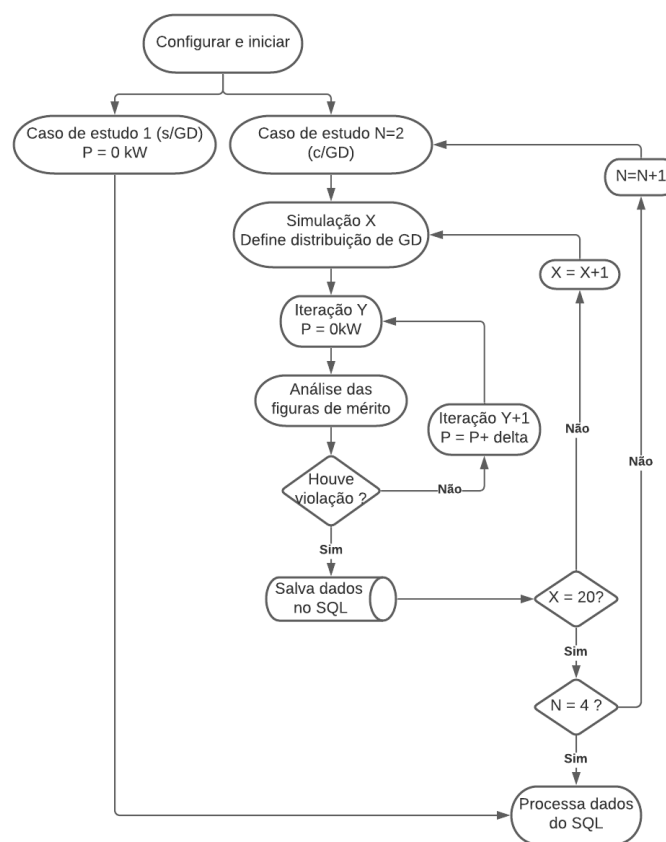 Configurar e iniciar
Caso de estudo 1 (s/GD)
P = 0 kW
Caso de estudo N=2
(c/GD)
N=N+1
Simulação X
Define distribuição de GD
X = X+1
Iteração Y
P = 0kW
Análise das
figuras de mérito
Iteração Y+1
P = P+ delta
Não
Não
Houve
violação ?
Não
Sim
Salva dados
no SQL
X = 20?
Sim
N = 4 ?
Sim
Processa dados
do SQL